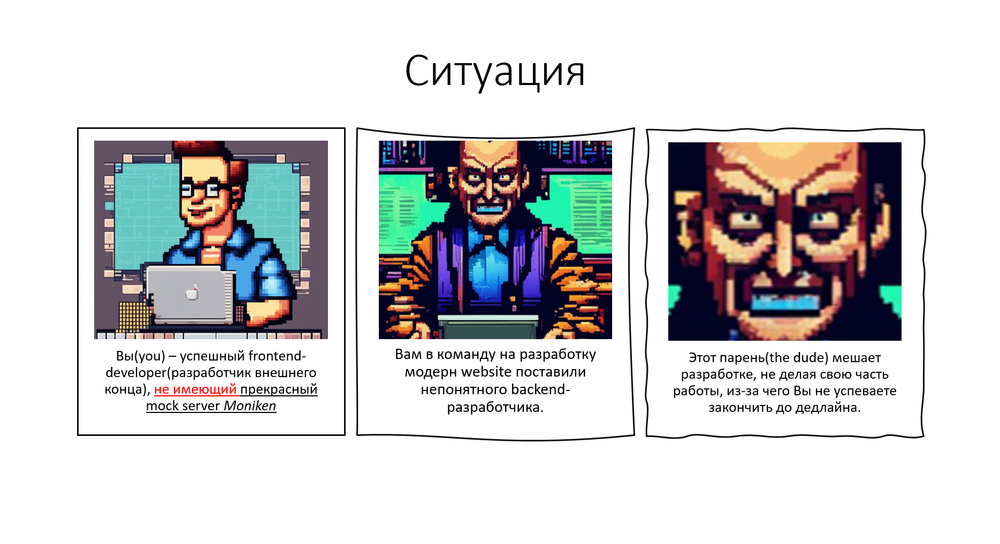 Ситуация
Вы(you) – успешный frontend-
developer(разработчик внешнего
конца), не имеющий прекрасный
mock server Moniken
Вам в команду на разработку
модерн website поставили
непонятного backend-
разработчика.
Этот парень(the dude) мешает
разработке, не делая свою часть
работы, из-за чего Вы не успеваете
закончить до дедлайна.